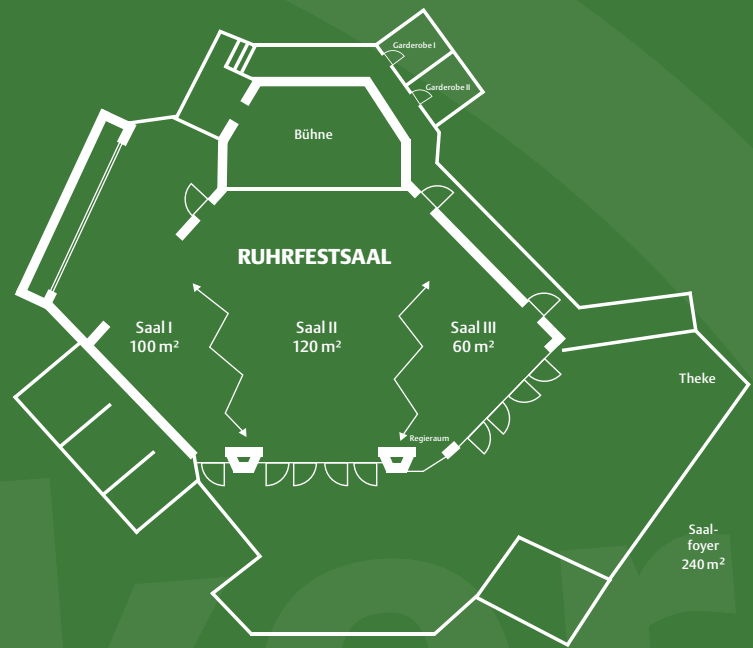 Garderobe I
Garderobe II
Bühne
RUHRFESTSAAL
Saal I
100 m²
Saal II
120 m²
Saal III
60 m²
Theke
Regieraum
Saal-
foyer
240 m²